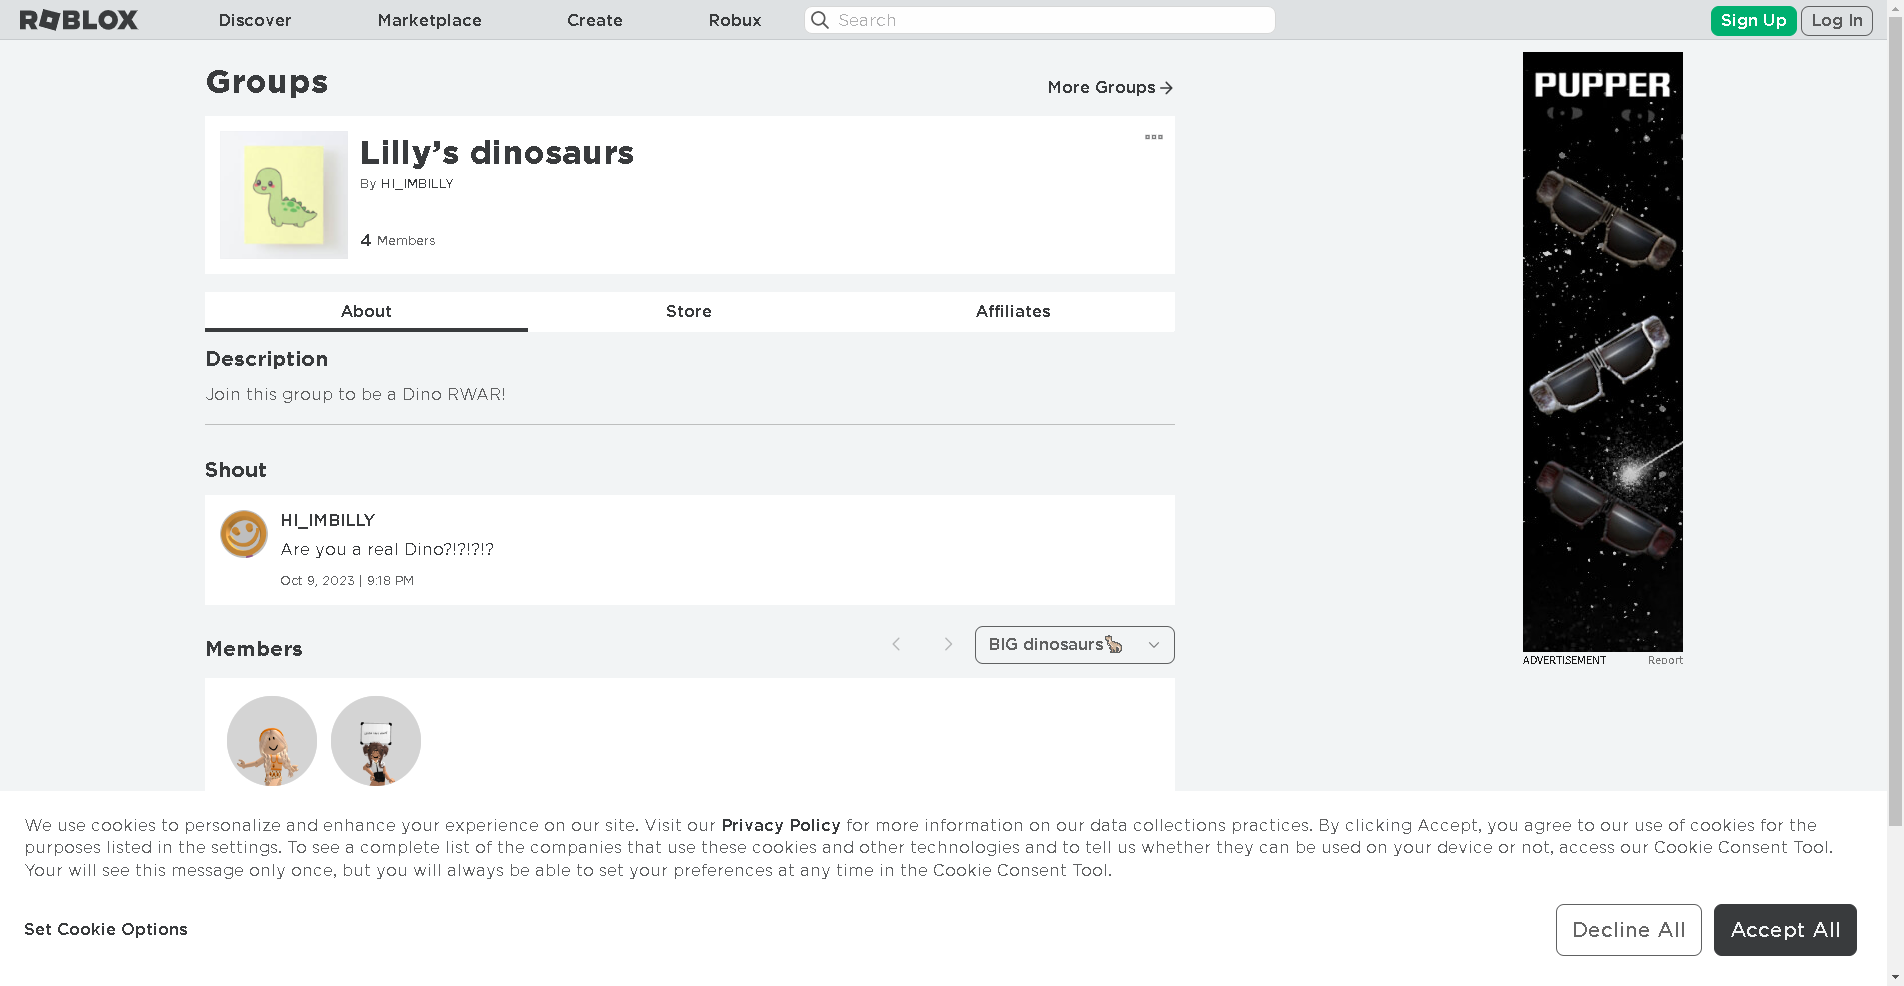 ROBLOX
Discover
Marketplace
Create
Robux
Search
Sign Up
Log In
Groups
More Groups
Lilly's dinosaurs
By HI_IMBILLY
4 Members
About
Store
Affiliates
Description
Join this group to be a Dino RWAR!
Shout
HI_IMBILLY
Are you a real Dino?!?!?!?
Oct 9, 2023 | 9:18 PM
Members
BIG dinosaurs🐆
PUPPER
ADVERTISEMENT
Report
We use cookies to personalize and enhance your experience on our site. Visit our Privacy Policy for more information on our data collections practices. By clicking Accept, you agree to our use of cookies for the
purposes listed in the settings. To see a complete list of the companies that use these cookies and other technologies and to tell us whether they can be used on your device or not, access our Cookie Consent Tool.
Your will see this message only once, but you will always be able to set your preferences at any time in the Cookie Consent Tool.
Set Cookie Options
Decline All
Accept All